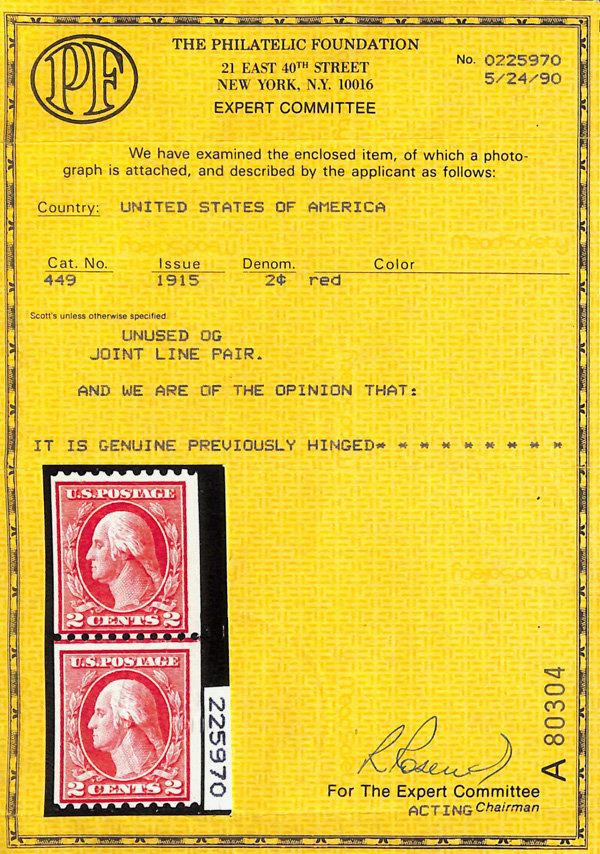 PF
THE PHILATELIC FOUNDATION
21 EAST 40TH STREET
NEW YORK, N.Y. 10016
EXPERT COMMITTEE
No. 0225970
5/24/90
We have examined the enclosed item, of which a photo-
graph is attached, and described by the applicant as follows:
Country: UNITED STATES OF AMERICA
Cat. No. Issue Denom. Color
449 1915 2¢ red
Scott's unless otherwise specified.
UNUSED OG
JOINT LINE PAIR.
AND WE ARE OF THE OPINION THAT:
IT IS GENUINE PREVIOUSLY HINGED* * * * * * * * *
U.S.POSTAGE
2 CENTS 2
U.S.POSTAGE
2 CENTS 2
225970
A 80304
For The Expert Committee
ACTING Chairman